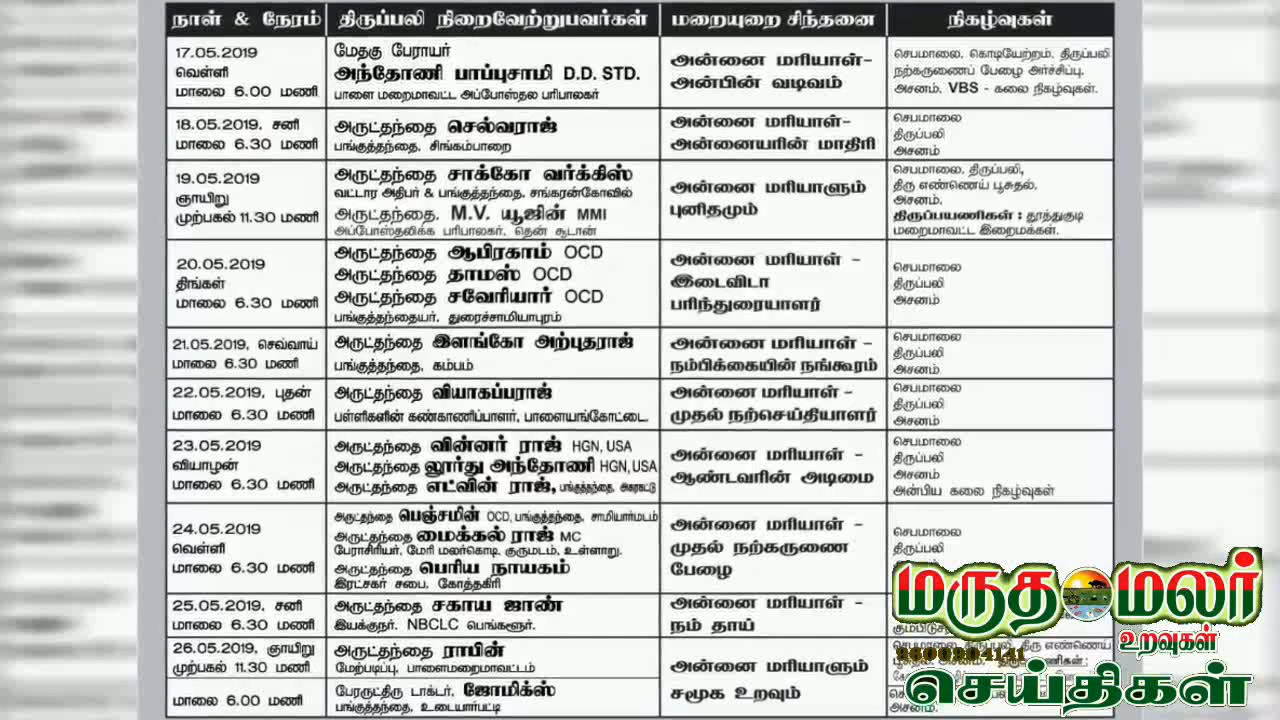 நாள் & நேரம் திருப்பலி நிறைவேற்றுபவர்கள் மறையுறை சிந்தனை நிகழ்வுகள்
17.05.2019
வெள்ளி
மாலை 6.00 மணி
மேதகு பேராயர்
அந்தோணி பாப்புசாமி D.D. STD.
பாளை மறைமாவட்ட அப்போஸ்தல பரிபாலகர்
அன்னை மரியாள்-
அன்பின் வடிவம்
செபமாலை, கொடியேற்றம், திருப்பலி
நற்கருணைப் பேழை அர்ச்சிப்பு,
அசனம், VBS - கலை நிகழ்வுகள்.
18.05.2019, சனி
மாலை 6.30 மணி
அருட்தந்தை செல்வராஜ்
பங்குத்தந்தை, சிங்கம்பாறை
அன்னை மரியாள்-
அன்னையரின் மாதிரி
செபமாலை
திருப்பலி
அசனம்
19.05.2019
ஞாயிறு
முற்பகல் 11.30 மணி
அருட்தந்தை சாக்கோ வர்க்கிஸ்
வட்டார அதிபர் & பங்குத்தந்தை, சங்கரன்கோவில்
அருட்தந்தை. M.V. யூஜின் MMI
அப்போஸ்தலிக்க பரிபாலகர், தென் சூடான்
அன்னை மரியாளும்
புனிதமும்
செபமாலை, திருப்பலி,
திரு எண்ணெய் பூசுதல்,
அசனம்.
திருப்பயணிகள் : தூத்துகுடி
மறைமாவட்ட இறைமக்கள்.
20.05.2019
திங்கள்
மாலை 6.30 மணி
அருட்தந்தை ஆபிரகாம் OCD
அருட்தந்தை தாமஸ் OCD
அருட்தந்தை சவேரியார் OCD
பங்குத்தந்தையர், துரைச்சாமியாபுரம்
அன்னை மரியாள் -
இடைவிடா
பரிந்துரையாளர்
செபமாலை
திருப்பலி
அசனம்
21.05.2019, செவ்வாய்
மாலை 6.30 மணி
அருட்தந்தை இளங்கோ அற்புதராஜ்
பங்குத்தந்தை, கம்பம்
அன்னை மரியாள் -
நம்பிக்கையின் நங்கூரம்
செபமாலை
திருப்பலி
அசனம்
22.05.2019, புதன்
மாலை 6.30 மணி
அருட்தந்தை வியாகப்பராஜ்
பள்ளிகளின் கண்காணிப்பாளர், பாளையங்கோட்டை.
அன்னை மரியாள் -
முதல் நற்செய்தியாளர்
செபமாலை
திருப்பலி
அசனம்
23.05.2019
வியாழன்
மாலை 6.30 மணி
அருட்தந்தை வின்னர் ராஜ் HGN, USA
அருட்தந்தை லூர்து அந்தோணி HGN, USA
அருட்தந்தை எட்வின் ராஜ், பங்குத்தந்தை, அகரகட்டு
அன்னை மரியாள் -
ஆண்டவரின் அடிமை
செபமாலை
திருப்பலி
அசனம்
அன்பிய கலை நிகழ்வுகள்
24.05.2019
வெள்ளி
மாலை 6.30 மணி
அருட்தந்தை பெஞ்சமின் OCD, பங்குத்தந்தை, சாமியார்மடம்
அருட்தந்தை மைக்கல் ராஜ் MC
பேராசிரியர், மேரி மலர்கொடி, குருமடம், உள்ளாறு.
அருட்தந்தை பெரிய நாயகம்
இரட்சகர் சபை, கோத்தகிரி
அன்னை மரியாள் -
முதல் நற்கருணை
பேழை
செபமாலை
திருப்பலி
25.05.2019, சனி
மாலை 6.30 மணி
அருட்தந்தை சகாய ஜாண்
இயக்குநர், NBCLC பெங்களூர்.
அன்னை மரியாள் -
நம் தாய்
26.05.2019, ஞாயிறு
முற்பகல் 11.30 மணி
அருட்தந்தை ராபின்
மேற்படிப்பு, பாளைமறைமாவட்டம்
அன்னை மரியாளும்
சமூக உறவும்
மாலை 6.00 மணி
பேரருட்திரு டாக்டர். ஜோமிக்ஸ்
பங்குத்தந்தை, உடையார்பட்டி
மருதம் மலர்
உறவுகள்
செய்திகள்